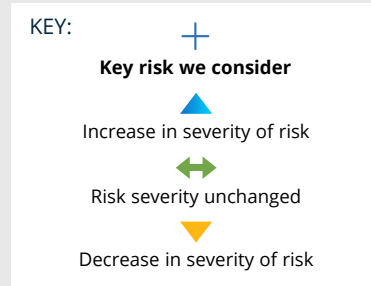 KEY:
Key risk we consider
Increase in severity of risk
Risk severity unchanged
Decrease in severity of risk